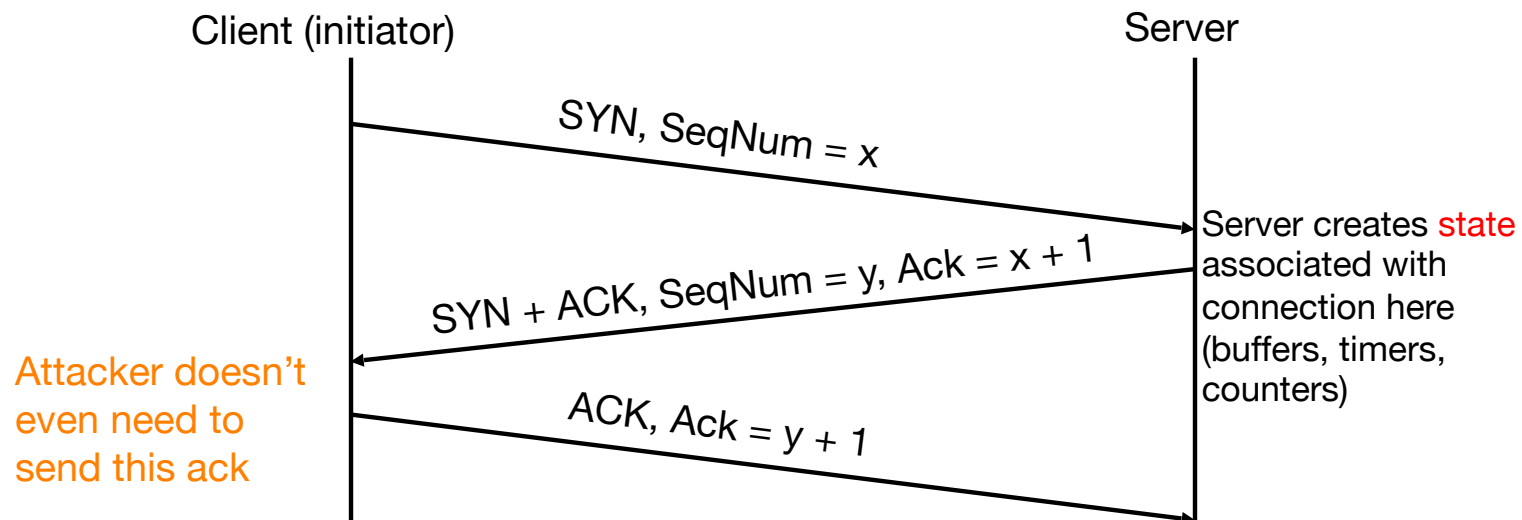 Client (initiator)
Server
SYN, SeqNum = x
Server creates state
associated with
connection here
(buffers, timers,
counters)
SYN + ACK, SeqNum = y, Ack = x + 1
Attacker doesn’t
even need to
send this ack
ACK, Ack = y + 1